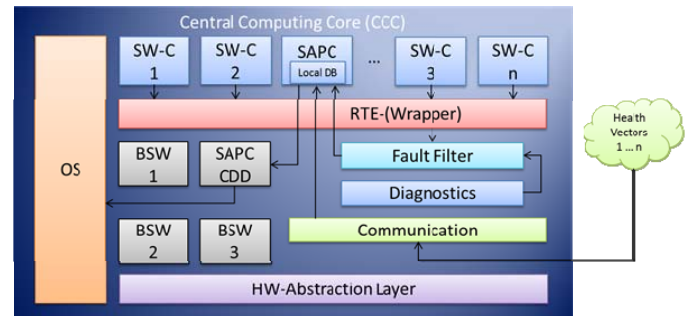 Central Computing Core (CCC)
SW-C
1
SW-C
2
SAPC
Local DB
...
SW-C
3
SW-C
n
RTE-(Wrapper)
OS
BSW
1
SAPC
CDD
Fault Filter
Diagnostics
BSW
2
BSW
3
Communication
HW-Abstraction Layer
Health
Vectors
1 ... n